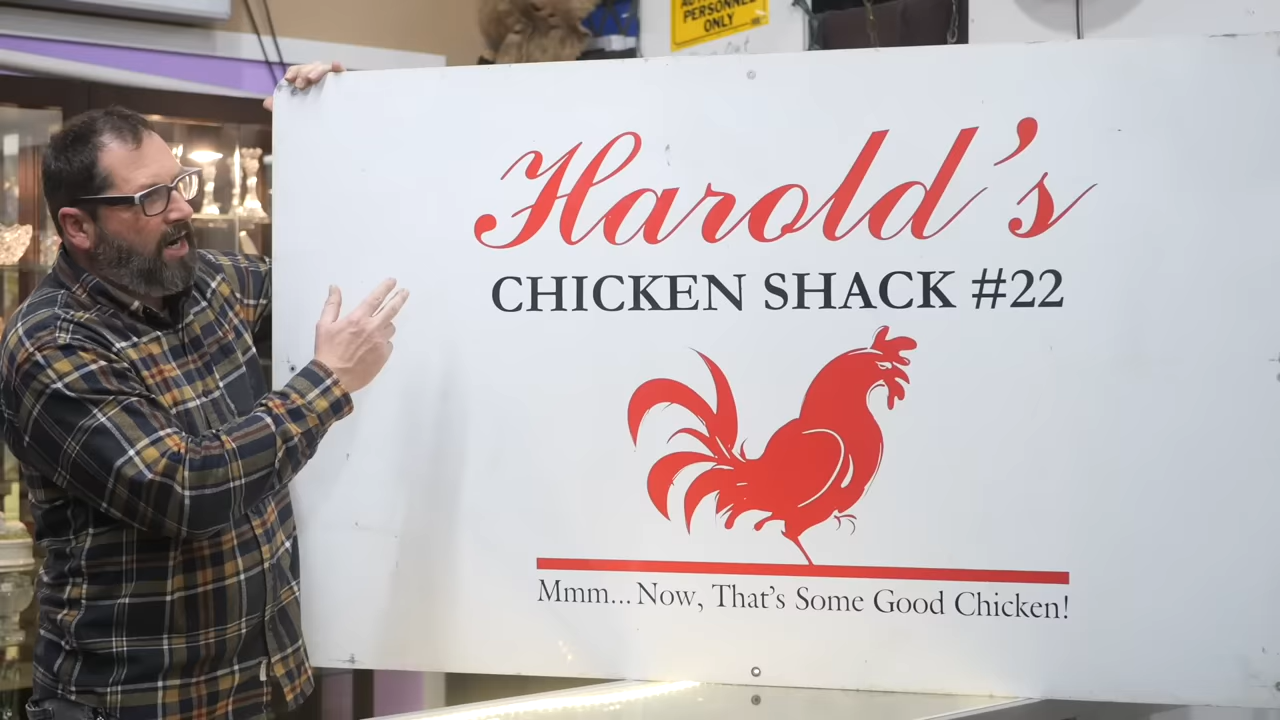 PERSONNEL
ONLY
Harold's
CHICKEN SHACK #22
Mmm... Now, That's Some Good Chicken!